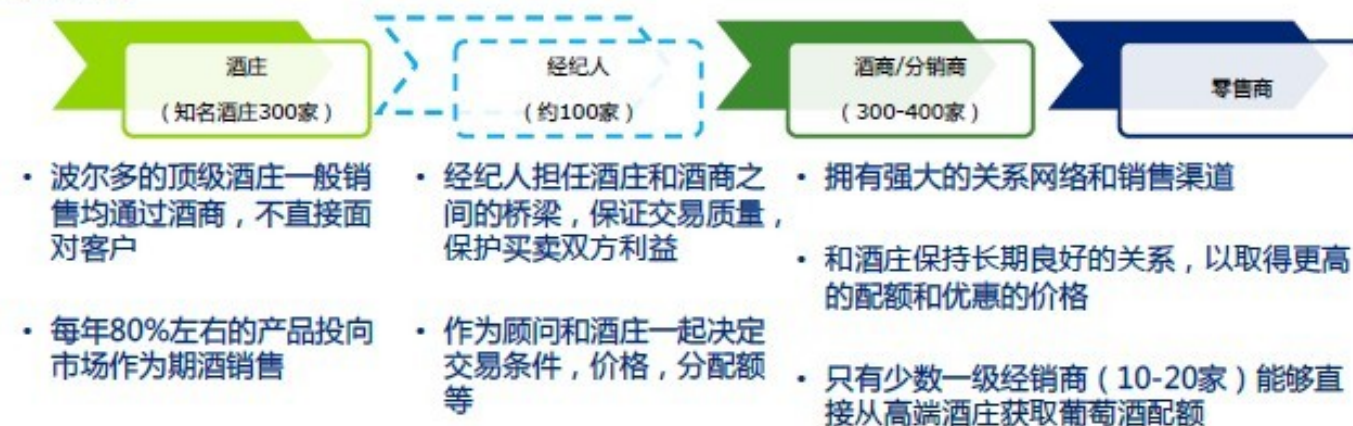 酒庄
（知名酒庄300家）
经纪人
（约100家）
酒商/分销商
（300-400家）
零售商
• 波尔多的顶级酒庄一般销
售均通过酒商，不直接面
对客户
• 每年80%左右的产品投向
市场作为期酒销售
• 经纪人担任酒庄和酒商之
间的桥梁，保证交易质量，
保护买卖双方利益
• 作为顾问和酒庄一起决定
交易条件，价格，分配额
等
• 拥有强大的关系网络和销售渠道
• 和酒庄保持长期良好的关系，以取得更高
的配额和优惠的价格
• 只有少数一级经销商（10-20家）能够直
接从高端酒庄获取葡萄酒配额